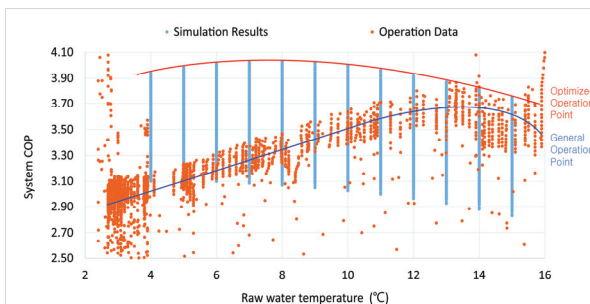 Simulation Results
Operation Data
4.10
3.90
3.70
3.50
3.30
3.10
2.90
2.70
2.50
System COP
2
4
6
8
10
12
14
16
Raw water temperature (℃)
Optimized
Operation
Point
General
Operation
Point